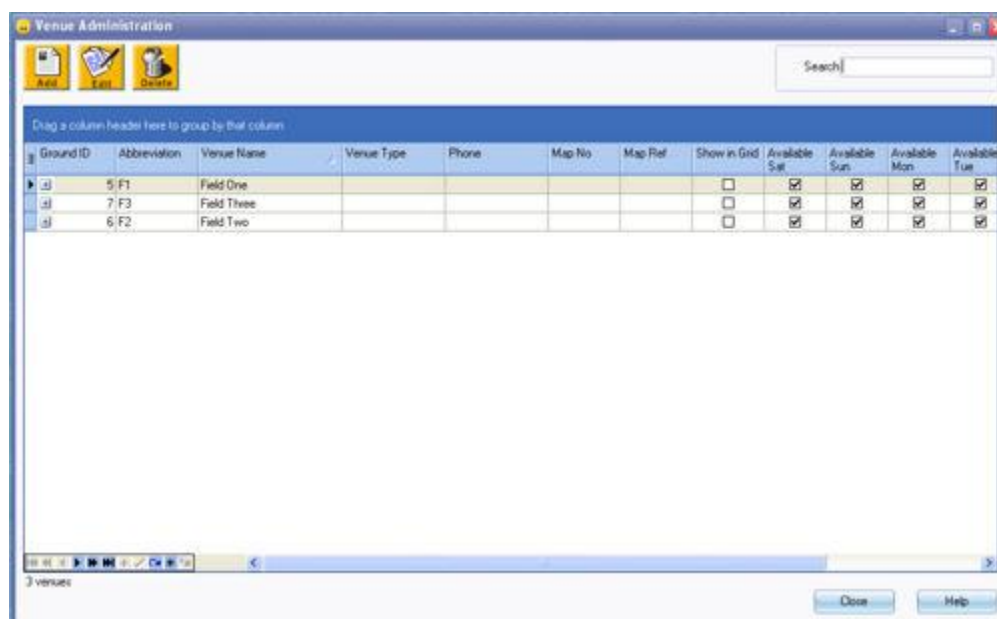 Venue Administration
Add Edit Delete
Search
Drag a column header here to group by that column
Ground ID Abbreviation Venue Name Venue Type Phone Map No Map Ref Show in Grid Available Sat Available Sun Available Mon Available Tue
5 F1 Field One
7 F3 Field Three
6 F2 Field Two
3 venues
Close Help